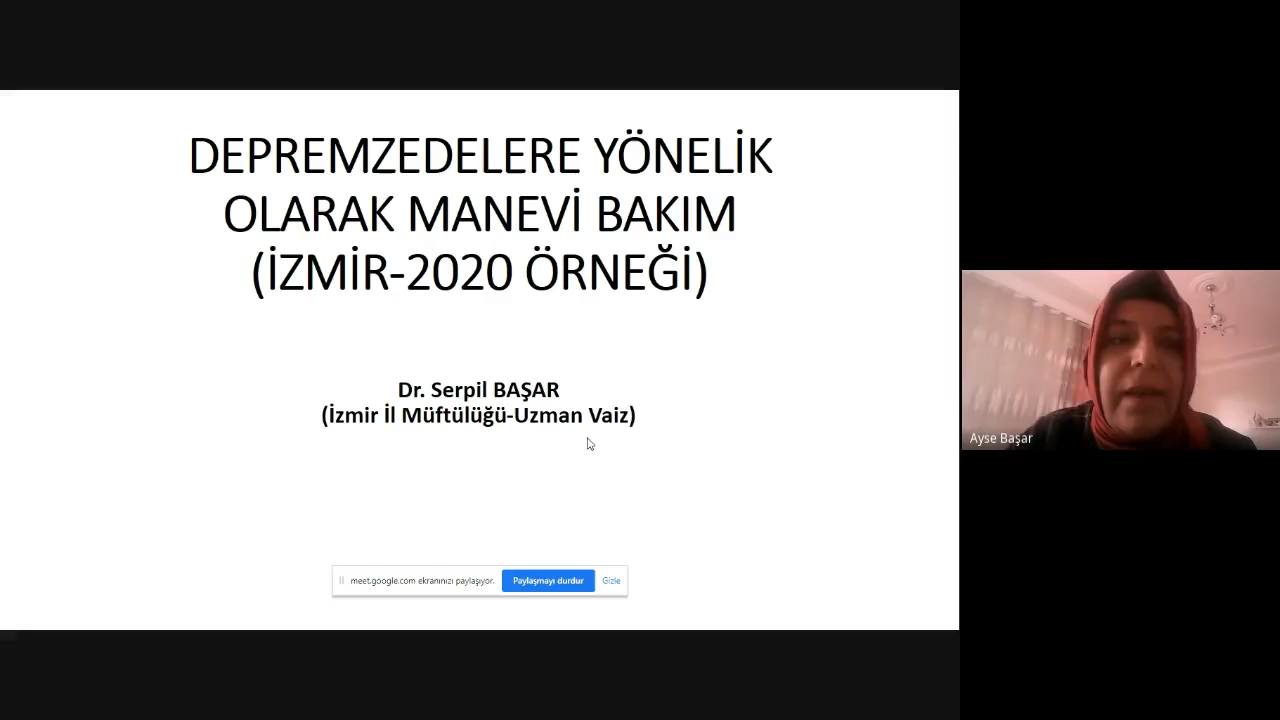 DEPREMZEDELERE YÖNELİK
OLARAK MANEVİ BAKIM
(İZMİR-2020 ÖRNEĞİ)
Dr. Serpil BAŞAR
(İzmir İl Müftülüğü-Uzman Vaiz)
meet.google.com ekranınızı paylaşıyor. Paylaşmayı durdur Gizle
Ayse Başar